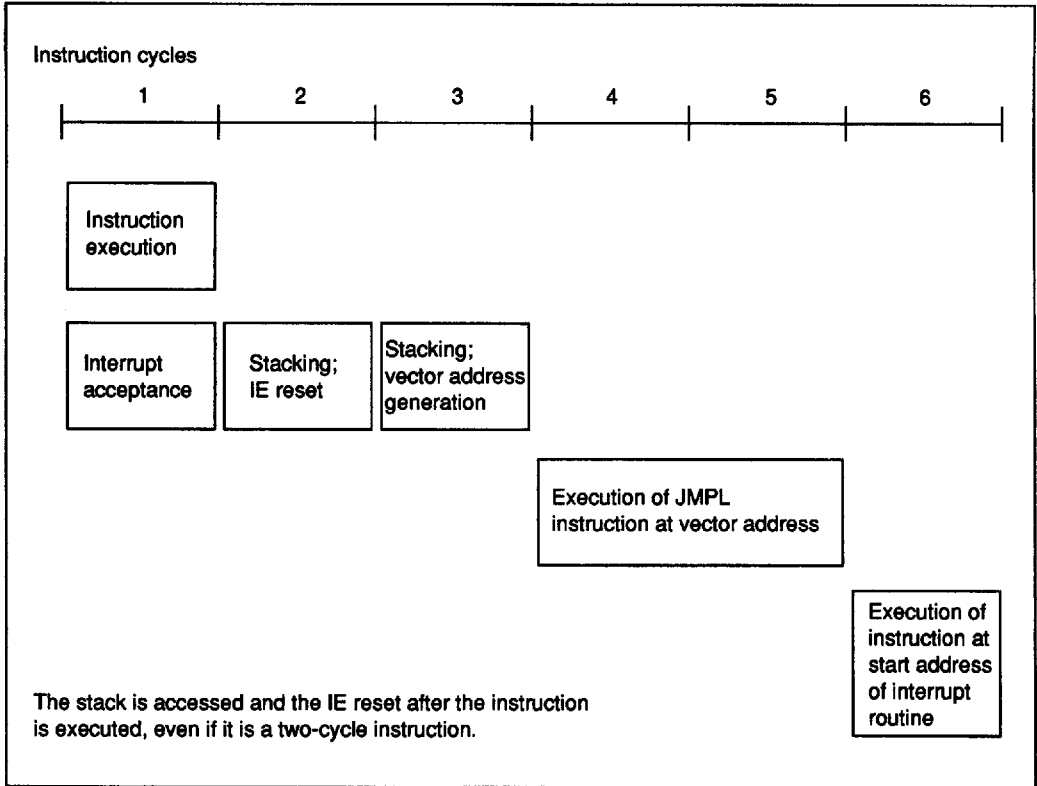 Instruction cycles
1 2 3 4 5 6
Instruction
execution
Interrupt
acceptance
Stacking;
IE reset
Stacking;
vector address
generation
Execution of JMPL
instruction at vector address
Execution of
instruction at
start address
of interrupt
routine
The stack is accessed and the IE reset after the instruction
is executed, even if it is a two-cycle instruction.